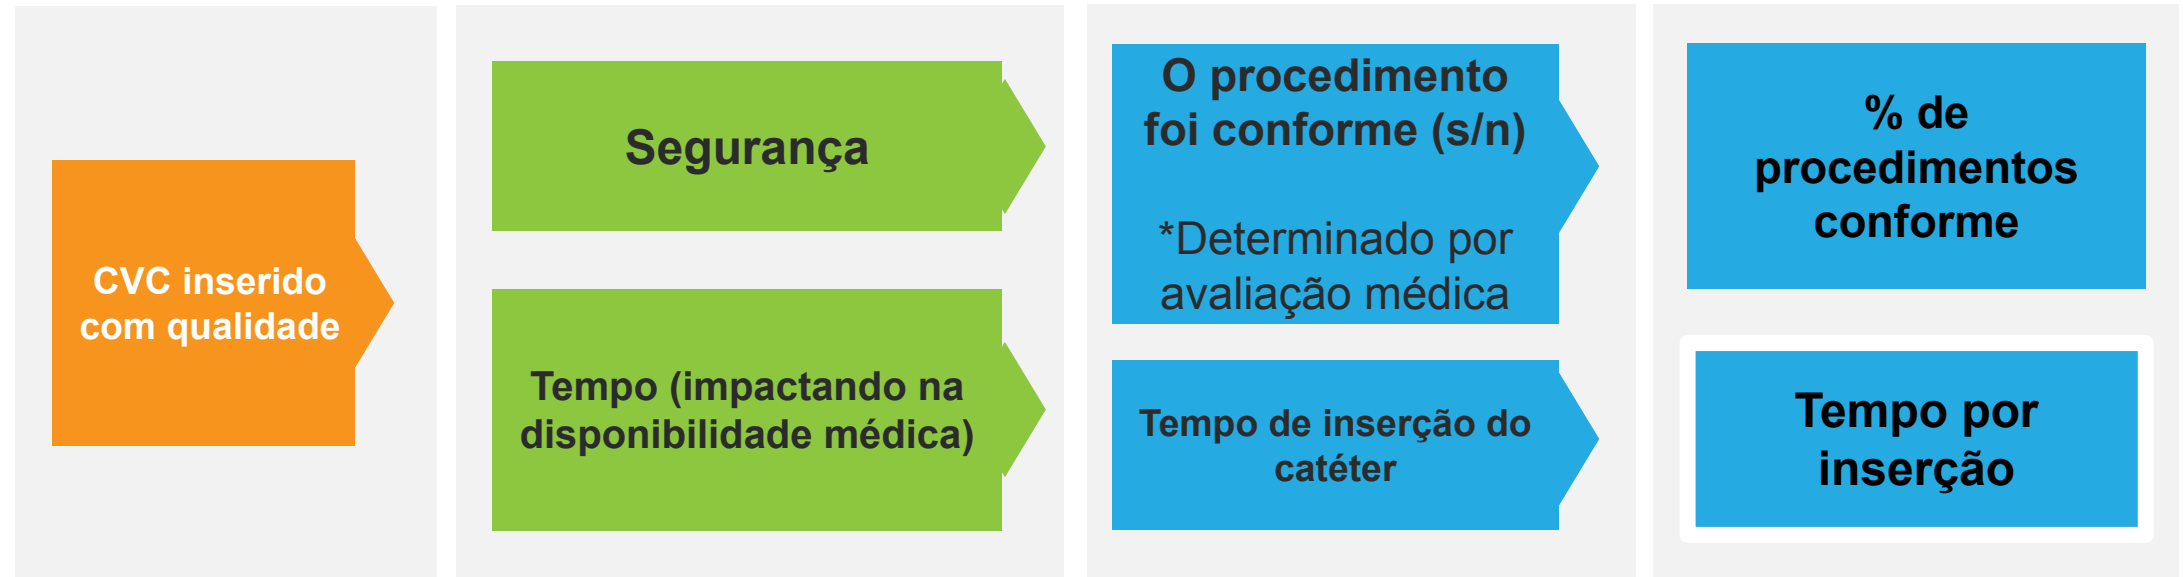 CVC inserido
com qualidade
Segurança
Tempo (impactando na
disponibilidade médica)
O procedimento
foi conforme (s/n)
*Determinado por
avaliação médica
Tempo de inserção do
catéter
% de
procedimentos
conforme
Tempo por
inserção